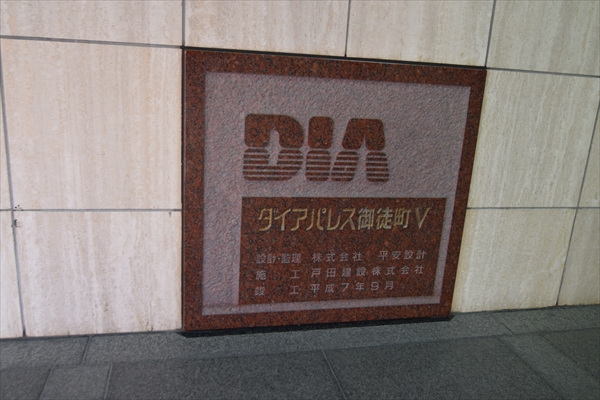 DIA
ダイアパレス御徒町V
設計・監理 株式会社 平安設計
施工 戸田建設株式会社
竣工 平成7年9月